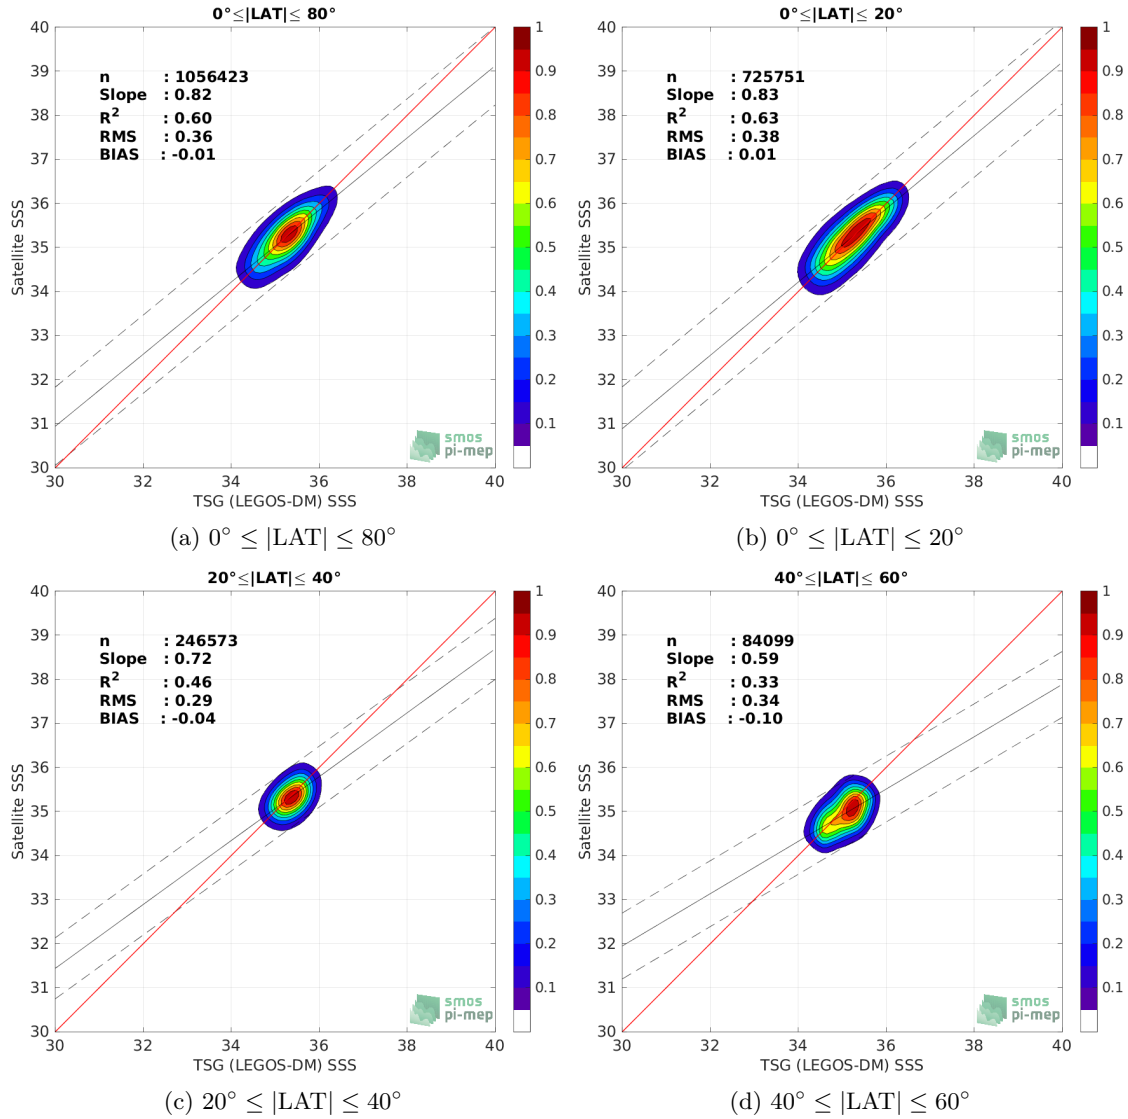 0°≤|LAT|≤ 80°
40
39
38
37
36
35
34
33
32
31
30
Satellite SSS
n : 1056423
Slope : 0.82
R² : 0.60
RMS : 0.36
BIAS : -0.01
smos
pi-mep
30 32 34 36 38 40
TSG (LEGOS-DM) SSS
1
0.9
0.8
0.7
0.6
0.5
0.4
0.3
0.2
0.1
(a) 0° ≤ |LAT| ≤ 80°
0°≤|LAT|≤ 20°
40
39
38
37
36
35
34
33
32
31
30
Satellite SSS
n : 725751
Slope : 0.83
R² : 0.63
RMS : 0.38
BIAS : 0.01
smos
pi-mep
30 32 34 36 38 40
TSG (LEGOS-DM) SSS
1
0.9
0.8
0.7
0.6
0.5
0.4
0.3
0.2
0.1
(b) 0° ≤ |LAT| ≤ 20°
20°≤|LAT|≤ 40°
40
39
38
37
36
35
34
33
32
31
30
Satellite SSS
n : 246573
Slope : 0.72
R² : 0.46
RMS : 0.29
BIAS : -0.04
smos
pi-mep
30 32 34 36 38 40
TSG (LEGOS-DM) SSS
1
0.9
0.8
0.7
0.6
0.5
0.4
0.3
0.2
0.1
(c) 20° ≤ |LAT| ≤ 40°
40°≤|LAT|≤ 60°
40
39
38
37
36
35
34
33
32
31
30
Satellite SSS
n : 84099
Slope : 0.59
R² : 0.33
RMS : 0.34
BIAS : -0.10
smos
pi-mep
30 32 34 36 38 40
TSG (LEGOS-DM) SSS
1
0.9
0.8
0.7
0.6
0.5
0.4
0.3
0.2
0.1
(d) 40° ≤ |LAT| ≤ 60°